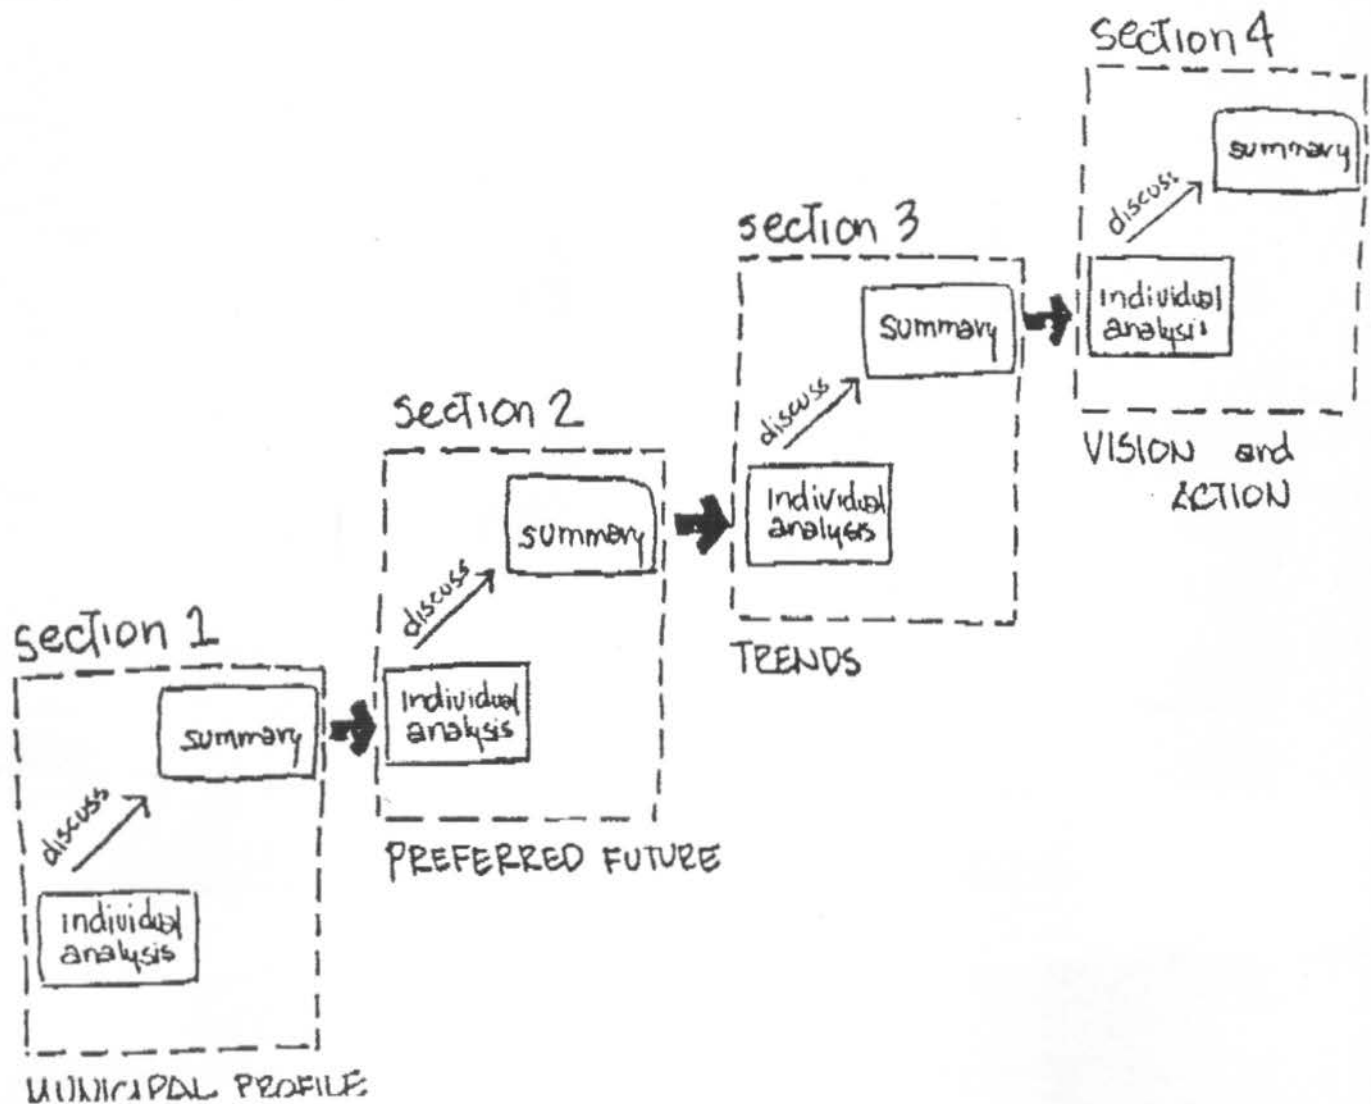 section 1
summary
discuss
individual
analysis
MUNICIPAL PROFILE
section 2
summary
discuss
individual
analysis
PREFERRED FUTURE
section 3
summary
discuss
individual
analysis
TRENDS
section 4
summary
discuss
individual
analysis
VISION and
ACTION